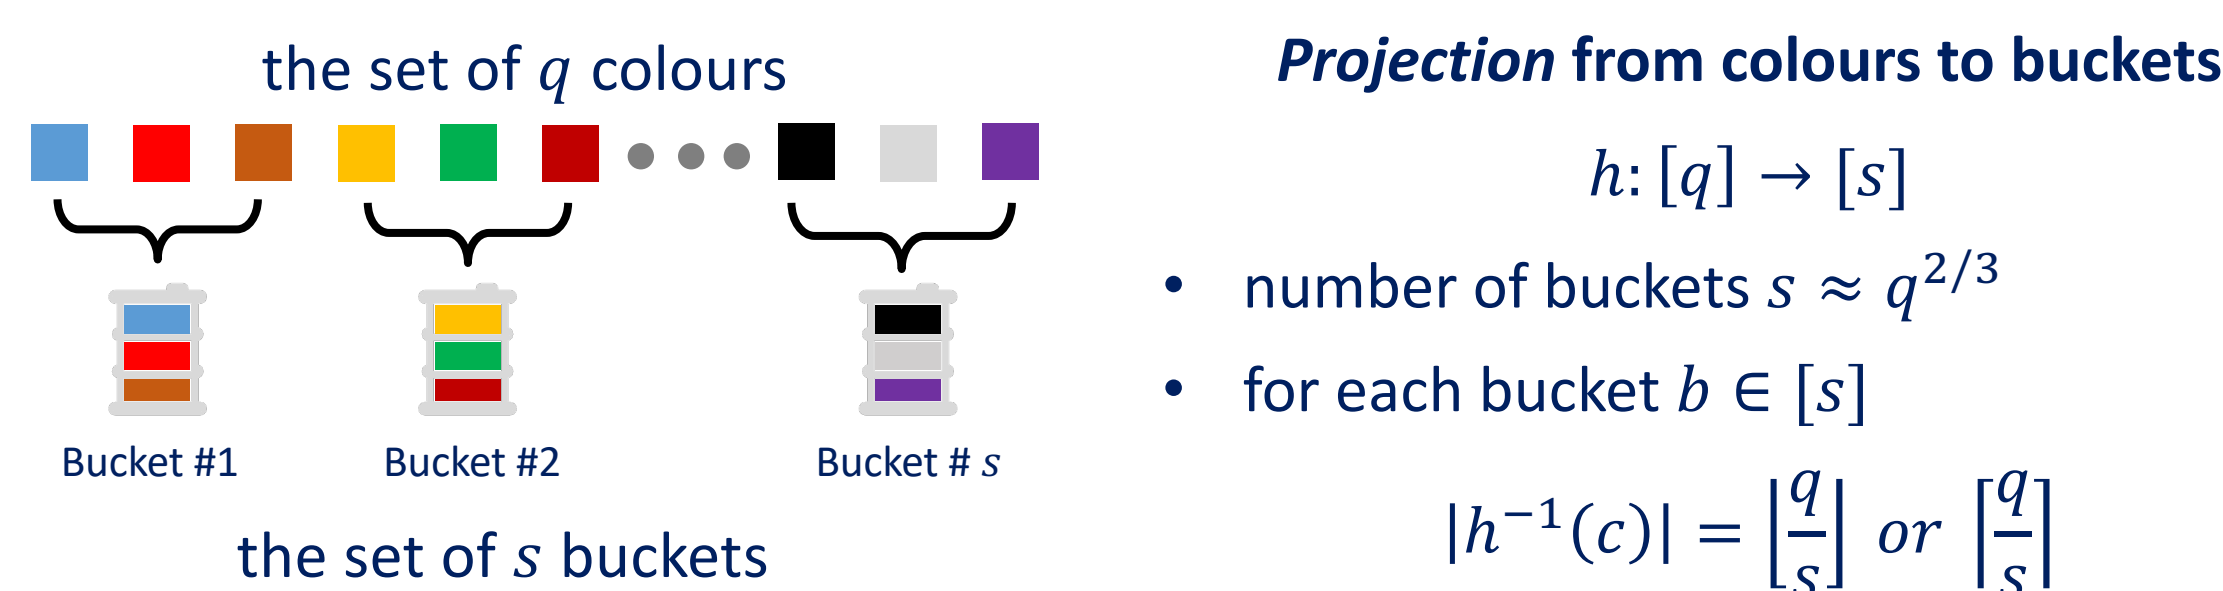 the set of q colours
Bucket #1
Bucket #2
Bucket # s
the set of s buckets
Projection from colours to buckets
h: [q] → [s]
• number of buckets s ≈ q^{2/3}
• for each bucket b ∈ [s]
|h^{-1}(c)| = ⌊q/s⌋ or ⌈q/s⌉